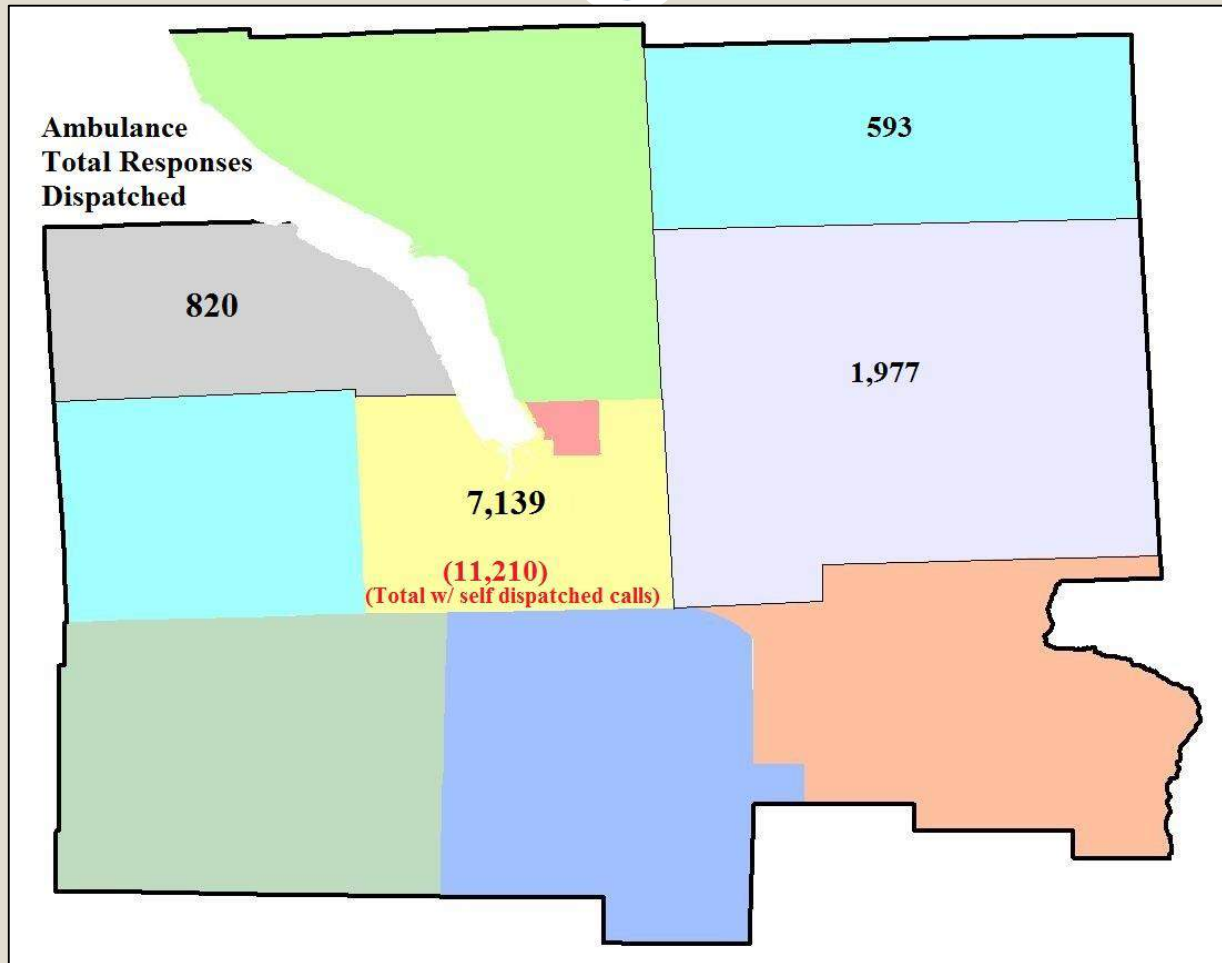 Ambulance
Total Responses
Dispatched
593
820
1,977
7,139
(11,210)
(Total w/ self dispatched calls)